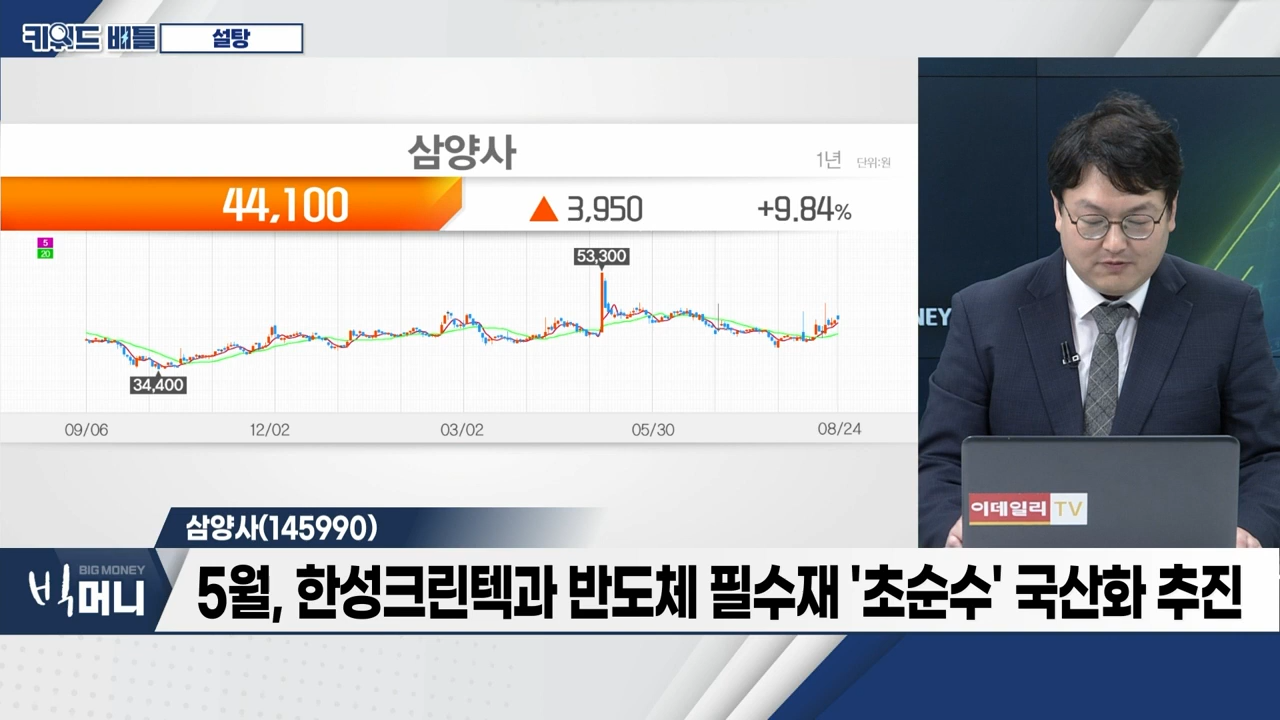 키워드 배틀 설탕
삼양사
1년 단위:원
44,100 ▲ 3,950 +9.84%
5
20
53,300
34,400
09/06 12/02 03/02 05/30 08/24
NEY
이데일리 TV
삼양사(145990)
BIG MONEY
빅머니
5월, 한성크린텍과 반도체 필수재 '초순수' 국산화 추진